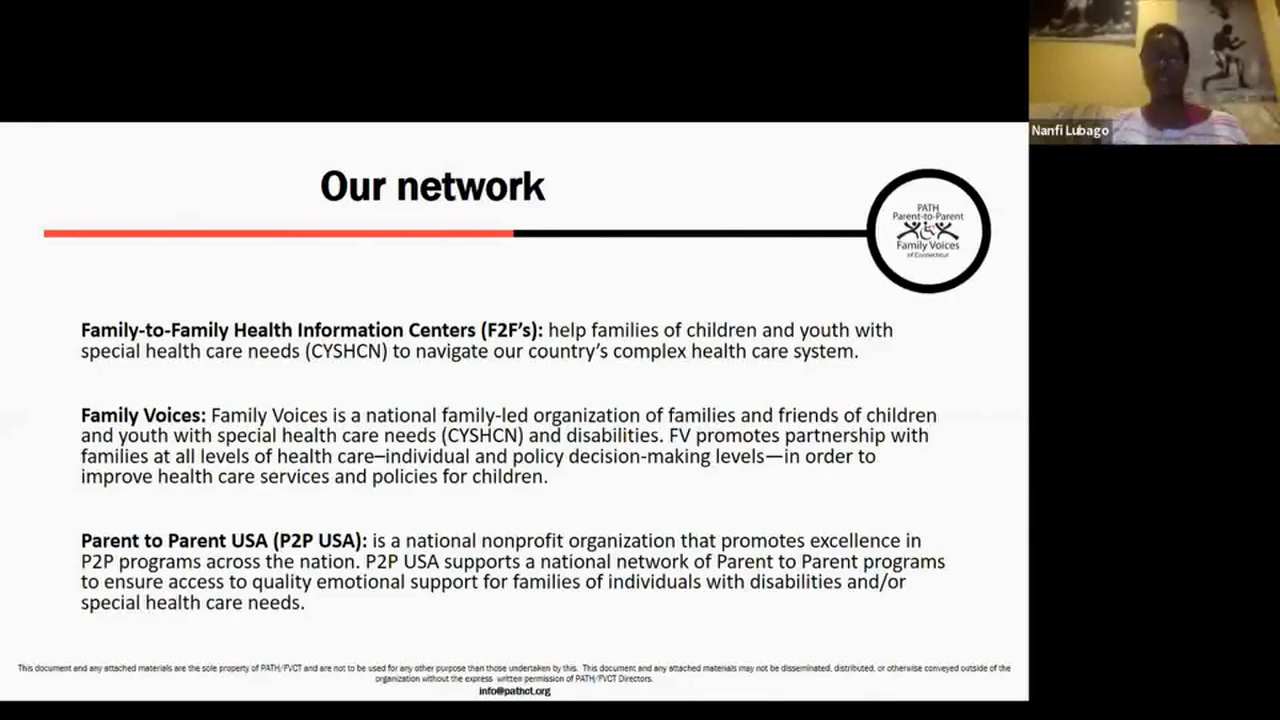 Nanfi Lubago
Our network
PATH
Parent-to-Parent
Family Voices
of Connecticut
Family-to-Family Health Information Centers (F2F’s): help families of children and youth with
special health care needs (CYSHCN) to navigate our country’s complex health care system.
Family Voices: Family Voices is a national family-led organization of families and friends of children
and youth with special health care needs (CYSHCN) and disabilities. FV promotes partnership with
families at all levels of health care–individual and policy decision-making levels—in order to
improve health care services and policies for children.
Parent to Parent USA (P2P USA): is a national nonprofit organization that promotes excellence in
P2P programs across the nation. P2P USA supports a national network of Parent to Parent programs
to ensure access to quality emotional support for families of individuals with disabilities and/or
special health care needs.
This document and any attached materials are the sole property of PATH/FVCT and are not to be used for any other purpose than those undertaken by this. This document and any attached materials may not be disseminated, distributed, or otherwise conveyed outside of the
organization without the express written permission of PATH/FVCT Directors.
info@pathct.org